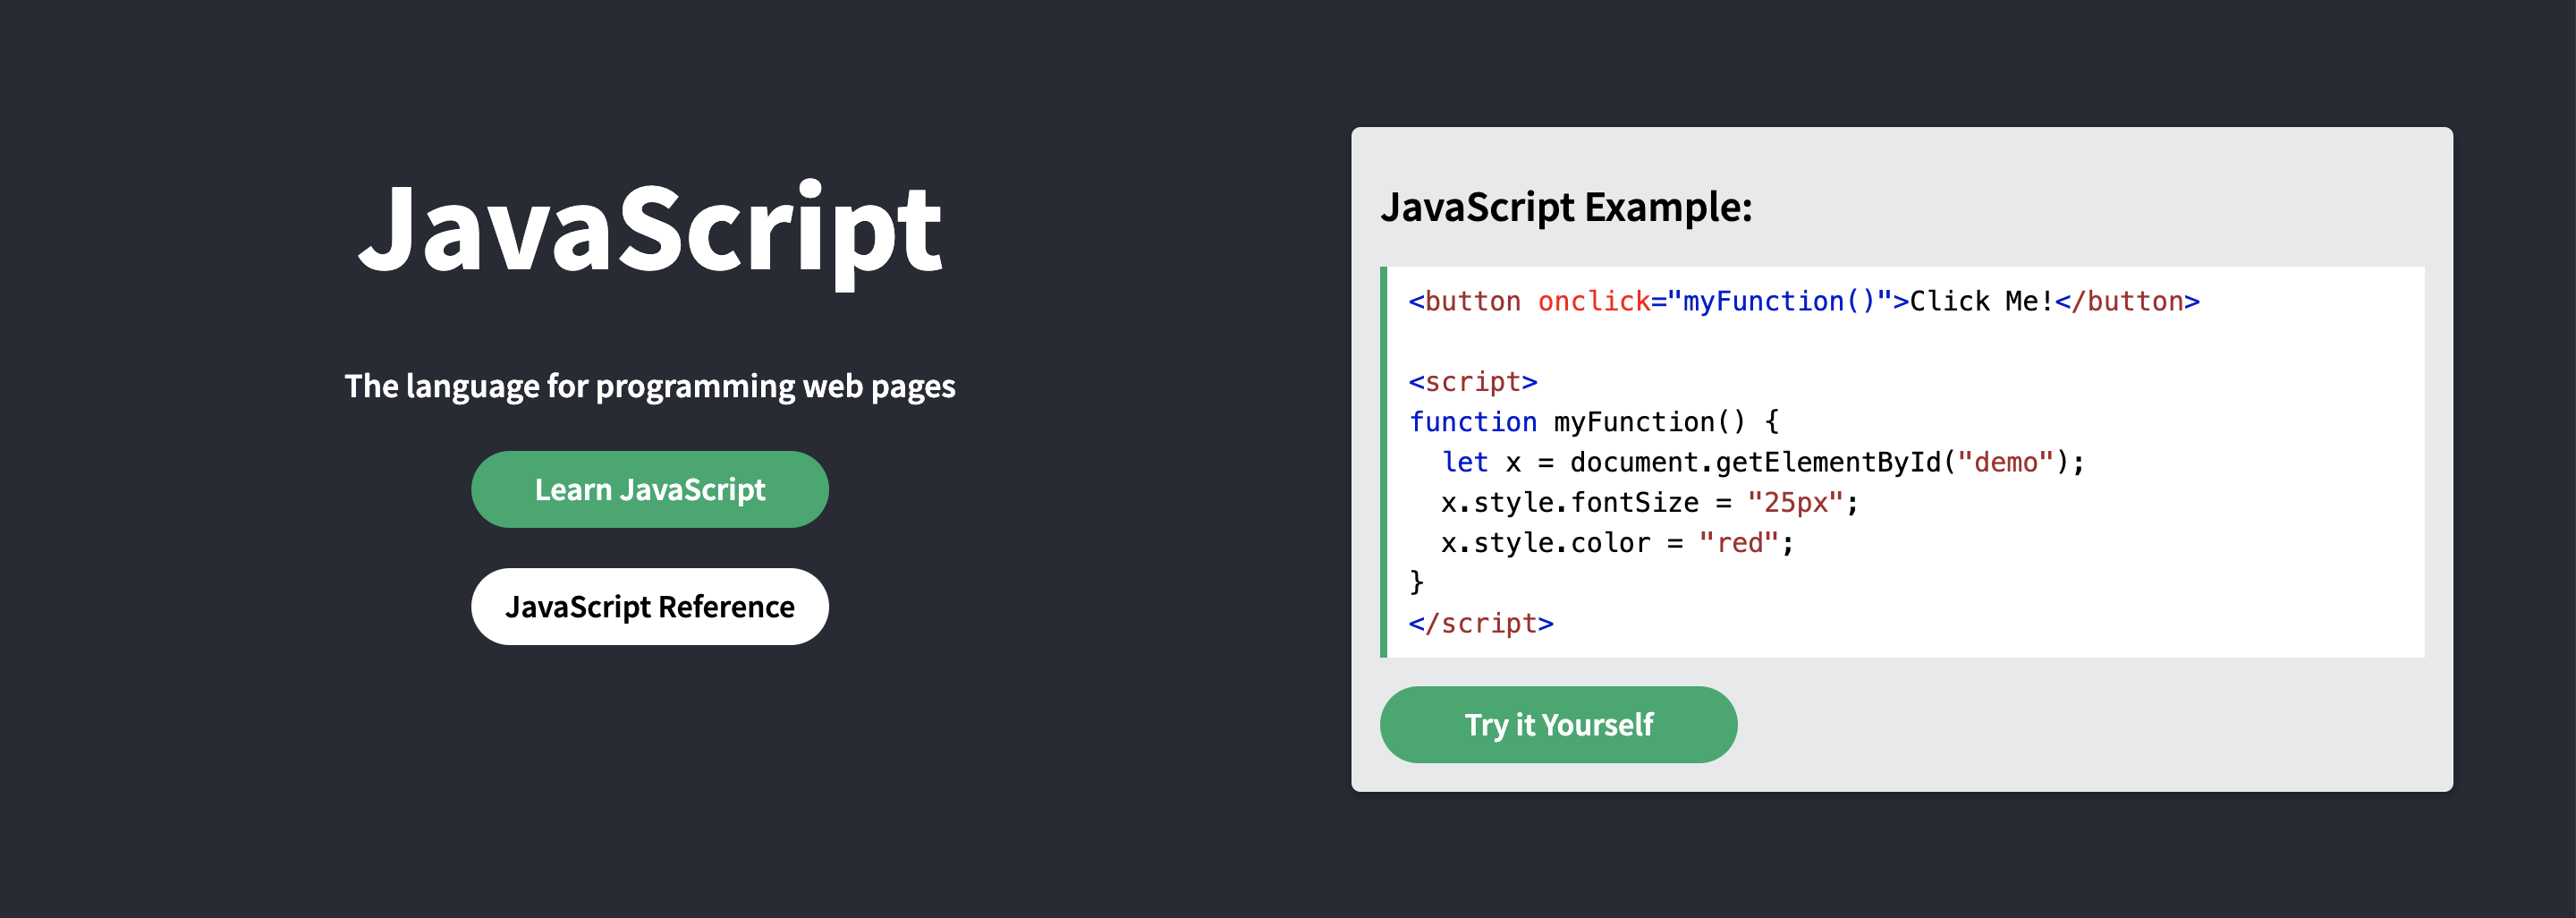 JavaScript
The language for programming web pages
Learn JavaScript
JavaScript Reference
JavaScript Example:
<button onclick="myFunction()">Click Me!</button>
<script>
function myFunction() {
  let x = document.getElementById("demo");
  x.style.fontSize = "25px";
  x.style.color = "red";
}
</script>
Try it Yourself